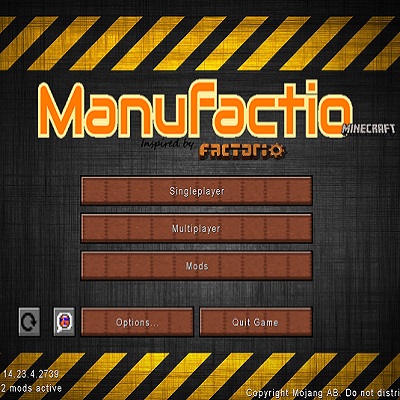 Manufactio
MINECRAFT
Inspired by FACTORIO
Singleplayer
Multiplayer
Mods
Options...
Quit Game
14.23.4.2739
2 mods active
Copyright Mojang AB. Do not distri